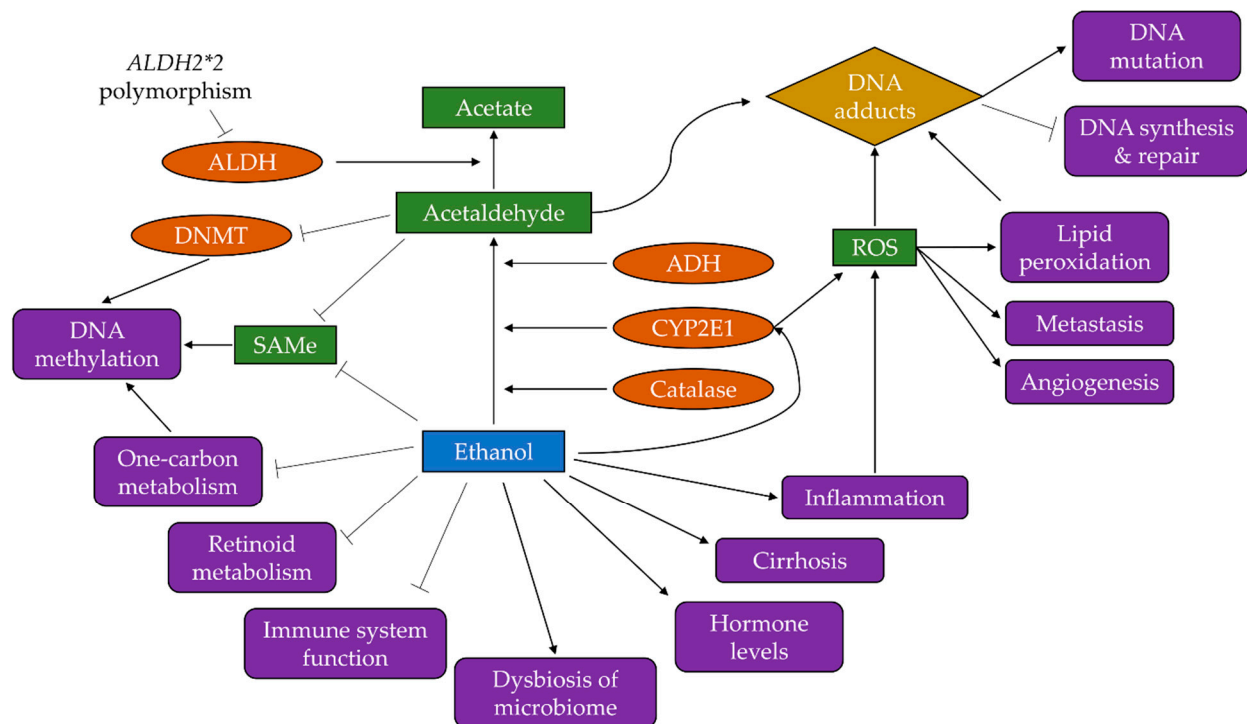 ALDH2*2
polymorphism
ALDH
Acetate
DNA
adducts
DNA
mutation
DNA synthesis
& repair
Acetaldehyde
DNMT
ADH
ROS
Lipid
peroxidation
DNA
methylation
SAMe
CYP2E1
Metastasis
Catalase
Angiogenesis
One-carbon
metabolism
Ethanol
Inflammation
Retinoid
metabolism
Cirrhosis
Immune system
function
Hormone
levels
Dysbiosis of
microbiome